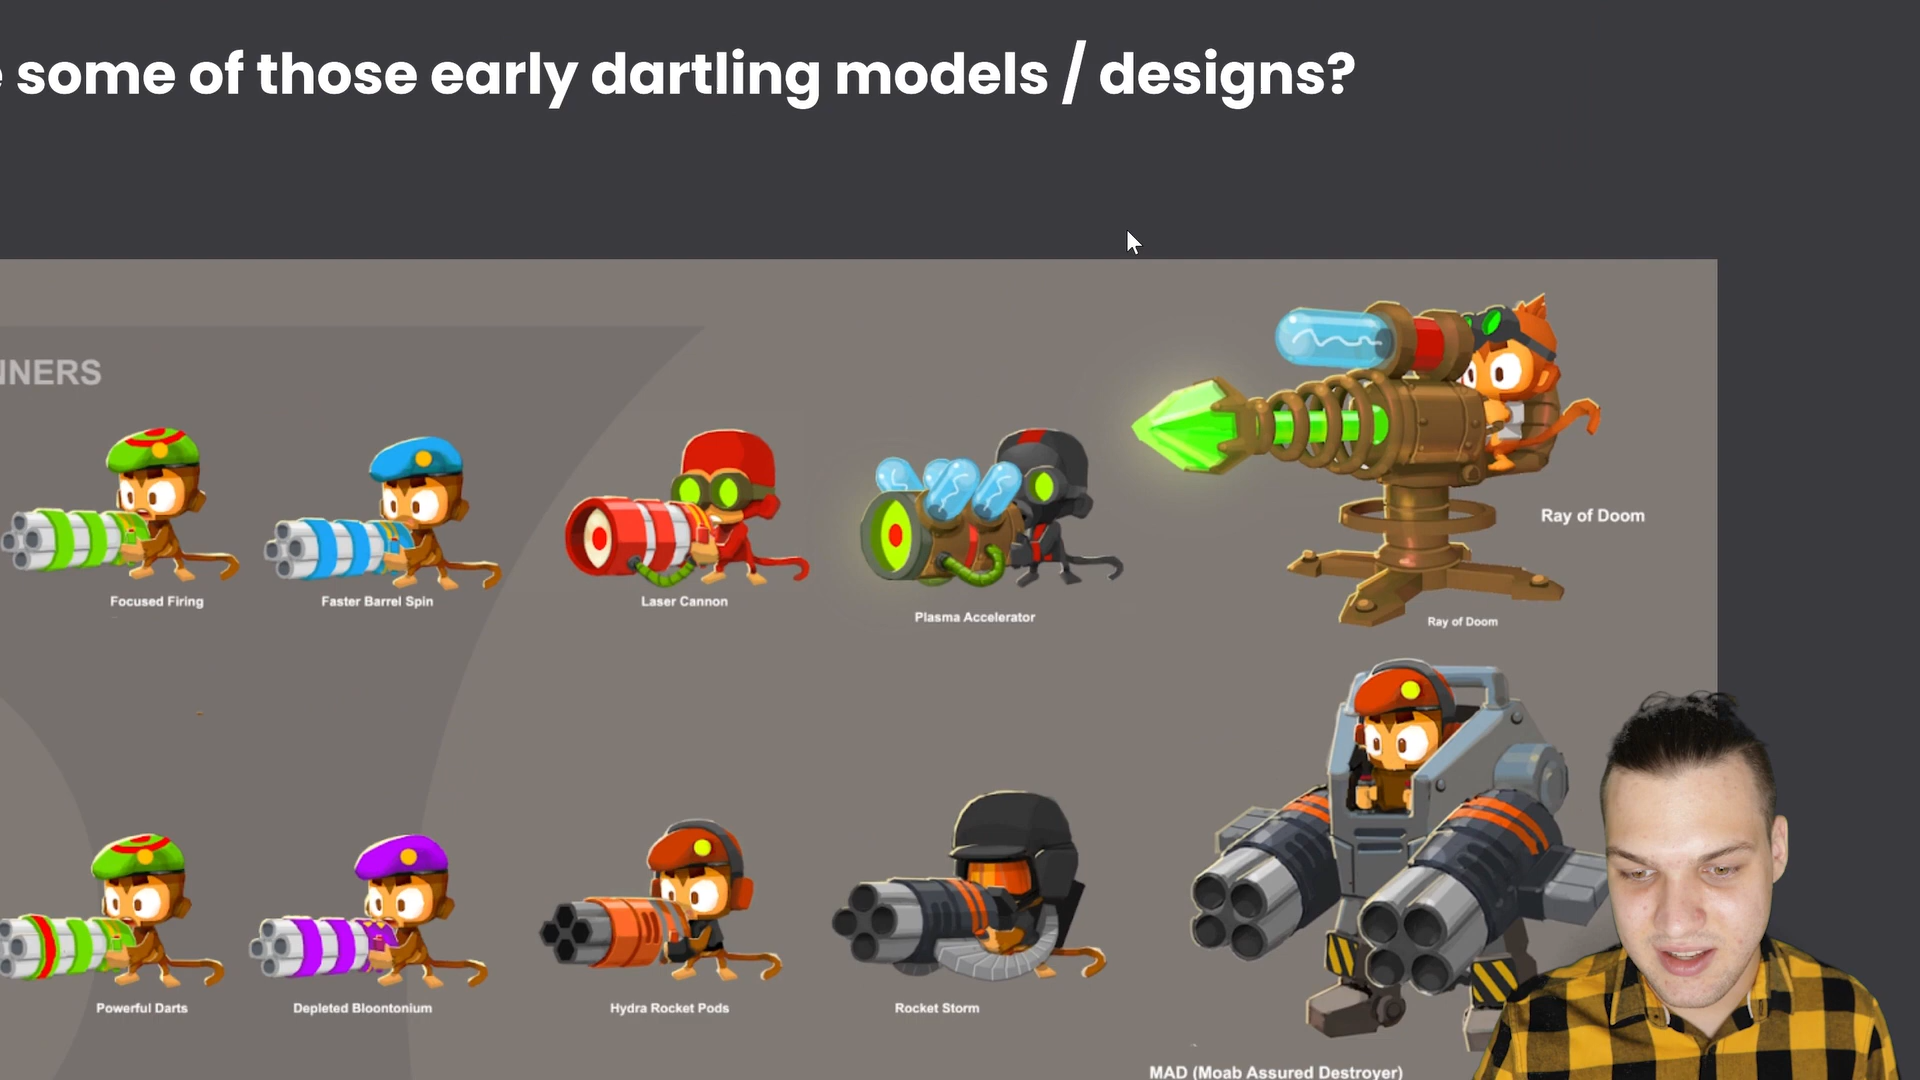 some of those early dartling models / designs?
NNERS
Ray of Doom
Focused Firing
Faster Barrel Spin
Laser Cannon
Plasma Accelerator
Ray of Doom
Powerful Darts
Depleted Bloontonium
Hydra Rocket Pods
Rocket Storm
MAD (Moab Assured Destroyer)